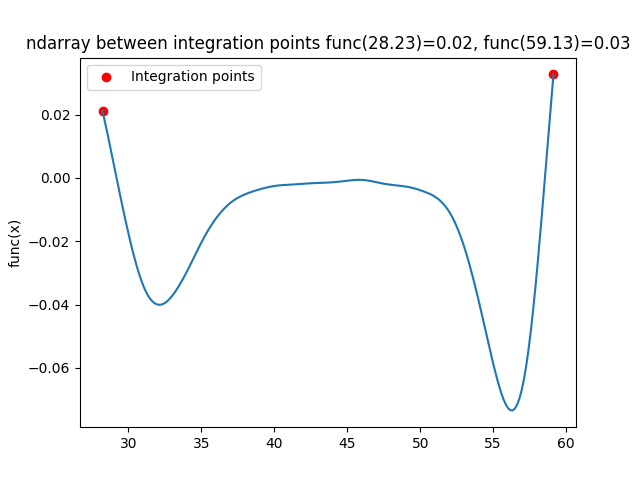 ndarray between integration points func(28.23)=0.02, func(59.13)=0.03
Integration points
func(x)
0.02
0.00
−0.02
−0.04
−0.06
30 35 40 45 50 55 60